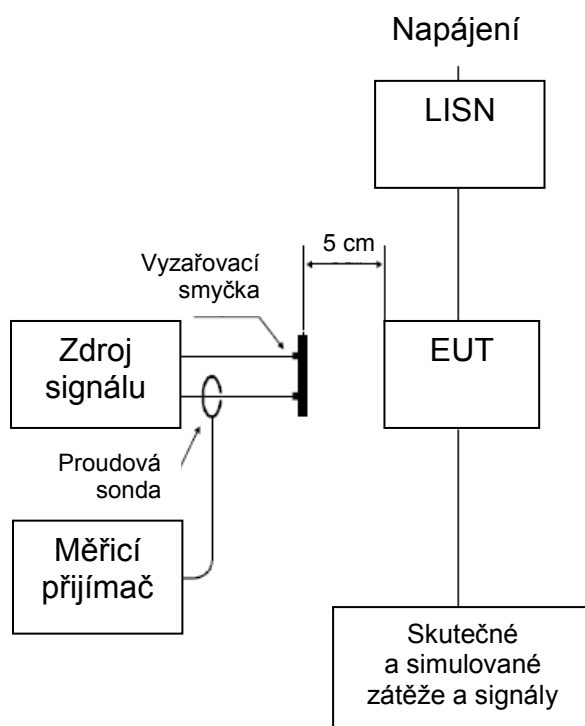 Napájení
LISN
5 cm
Vyzařovací
smyčka
Zdroj
signálu
EUT
Proudová
sonda
Měřicí
přijímač
Skutečné
a simulované
zátěže a signály